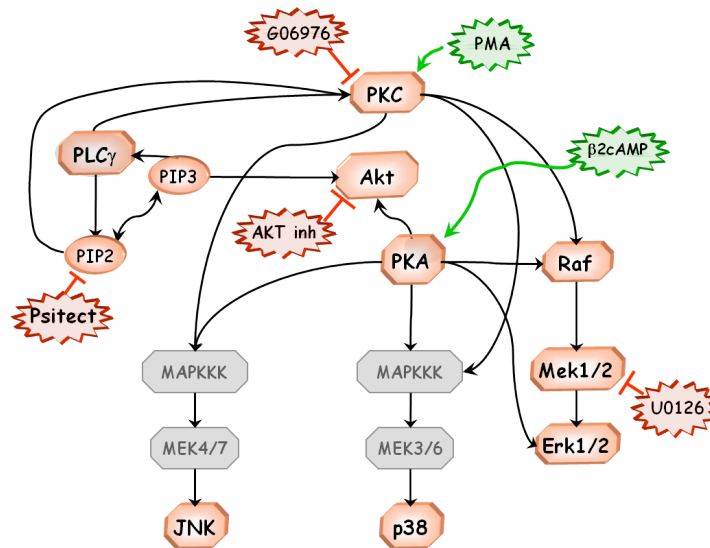 G06976
PMA
PKC
PLCγ
β2cAMP
PIP3
Akt
AKT inh
PIP2
PKA
Raf
Psitect
MAPKKK
MAPKKK
Mek1/2
U0126
MEK4/7
MEK3/6
Erk1/2
JNK
p38